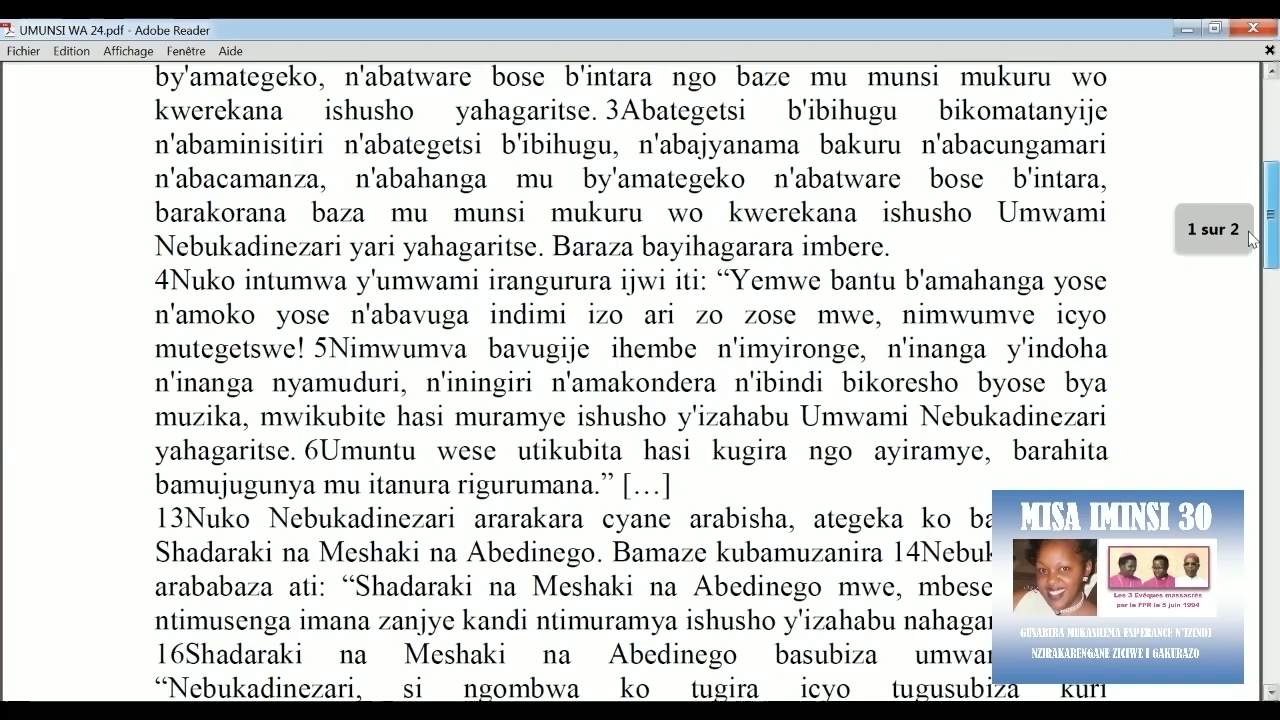 UMUNSI WA 24.pdf - Adobe Reader
Fichier Edition Affichage Fenêtre Aide
by'amategeko, n'abatware bose b'intara ngo baze mu munsi mukuru wo
kwerekana ishusho yahagaritse. 3Abategetsi b'ibihugu bikomatanyije
n'abaminisitiri n'abategetsi b'ibihugu, n'abajyanama bakuru n'abacungamari
n'abacamanza, n'abahanga mu by'amategeko n'abatware bose b'intara,
barakorana baza mu munsi mukuru wo kwerekana ishusho Umwami
Nebukadinezari yari yahagaritse. Baraza bayihagarara imbere.
4Nuko intumwa y'umwami irangurura ijwi iti: “Yemwe bantu b'amahanga yose
n'amoko yose n'abavuga indimi izo ari zo zose mwe, nimwumve icyo
mutegetswe! 5Nimwumva bavugije ihembe n'imyironge, n'inanga y'indoha
n'inanga nyamuduri, n'iningiri n'amakondera n'ibindi bikoresho byose bya
muzika, mwikubite hasi muramye ishusho y'izahabu Umwami Nebukadinezari
yahagaritse. 6Umuntu wese utikubita hasi kugira ngo ayiramye, barahita
bamujugunya mu itanura rigurumana.” […]
13Nuko Nebukadinezari ararakara cyane arabisha, ategeka ko ba
Shadaraki na Meshaki na Abedinego. Bamaze kubamuzanira 14Nebuk
arababaza ati: “Shadaraki na Meshaki na Abedinego mwe, mbese
ntimusenga imana zanjye kandi ntimuramya ishusho y'izahabu nahagar
16Shadaraki na Meshaki na Abedinego basubiza umwa
“Nebukadinezari, si ngombwa ko tugira icyo tugusubiza kuri
1 sur 2
MISA IMINSI 30
Les 3 Evêques massacrés
par le FPR le 5 juin 1994
GUSABIRA MUKASHEMA ESPERANCE N'IZINDI
NZIRAKARENGANE ZICIWE I GAKURAZO